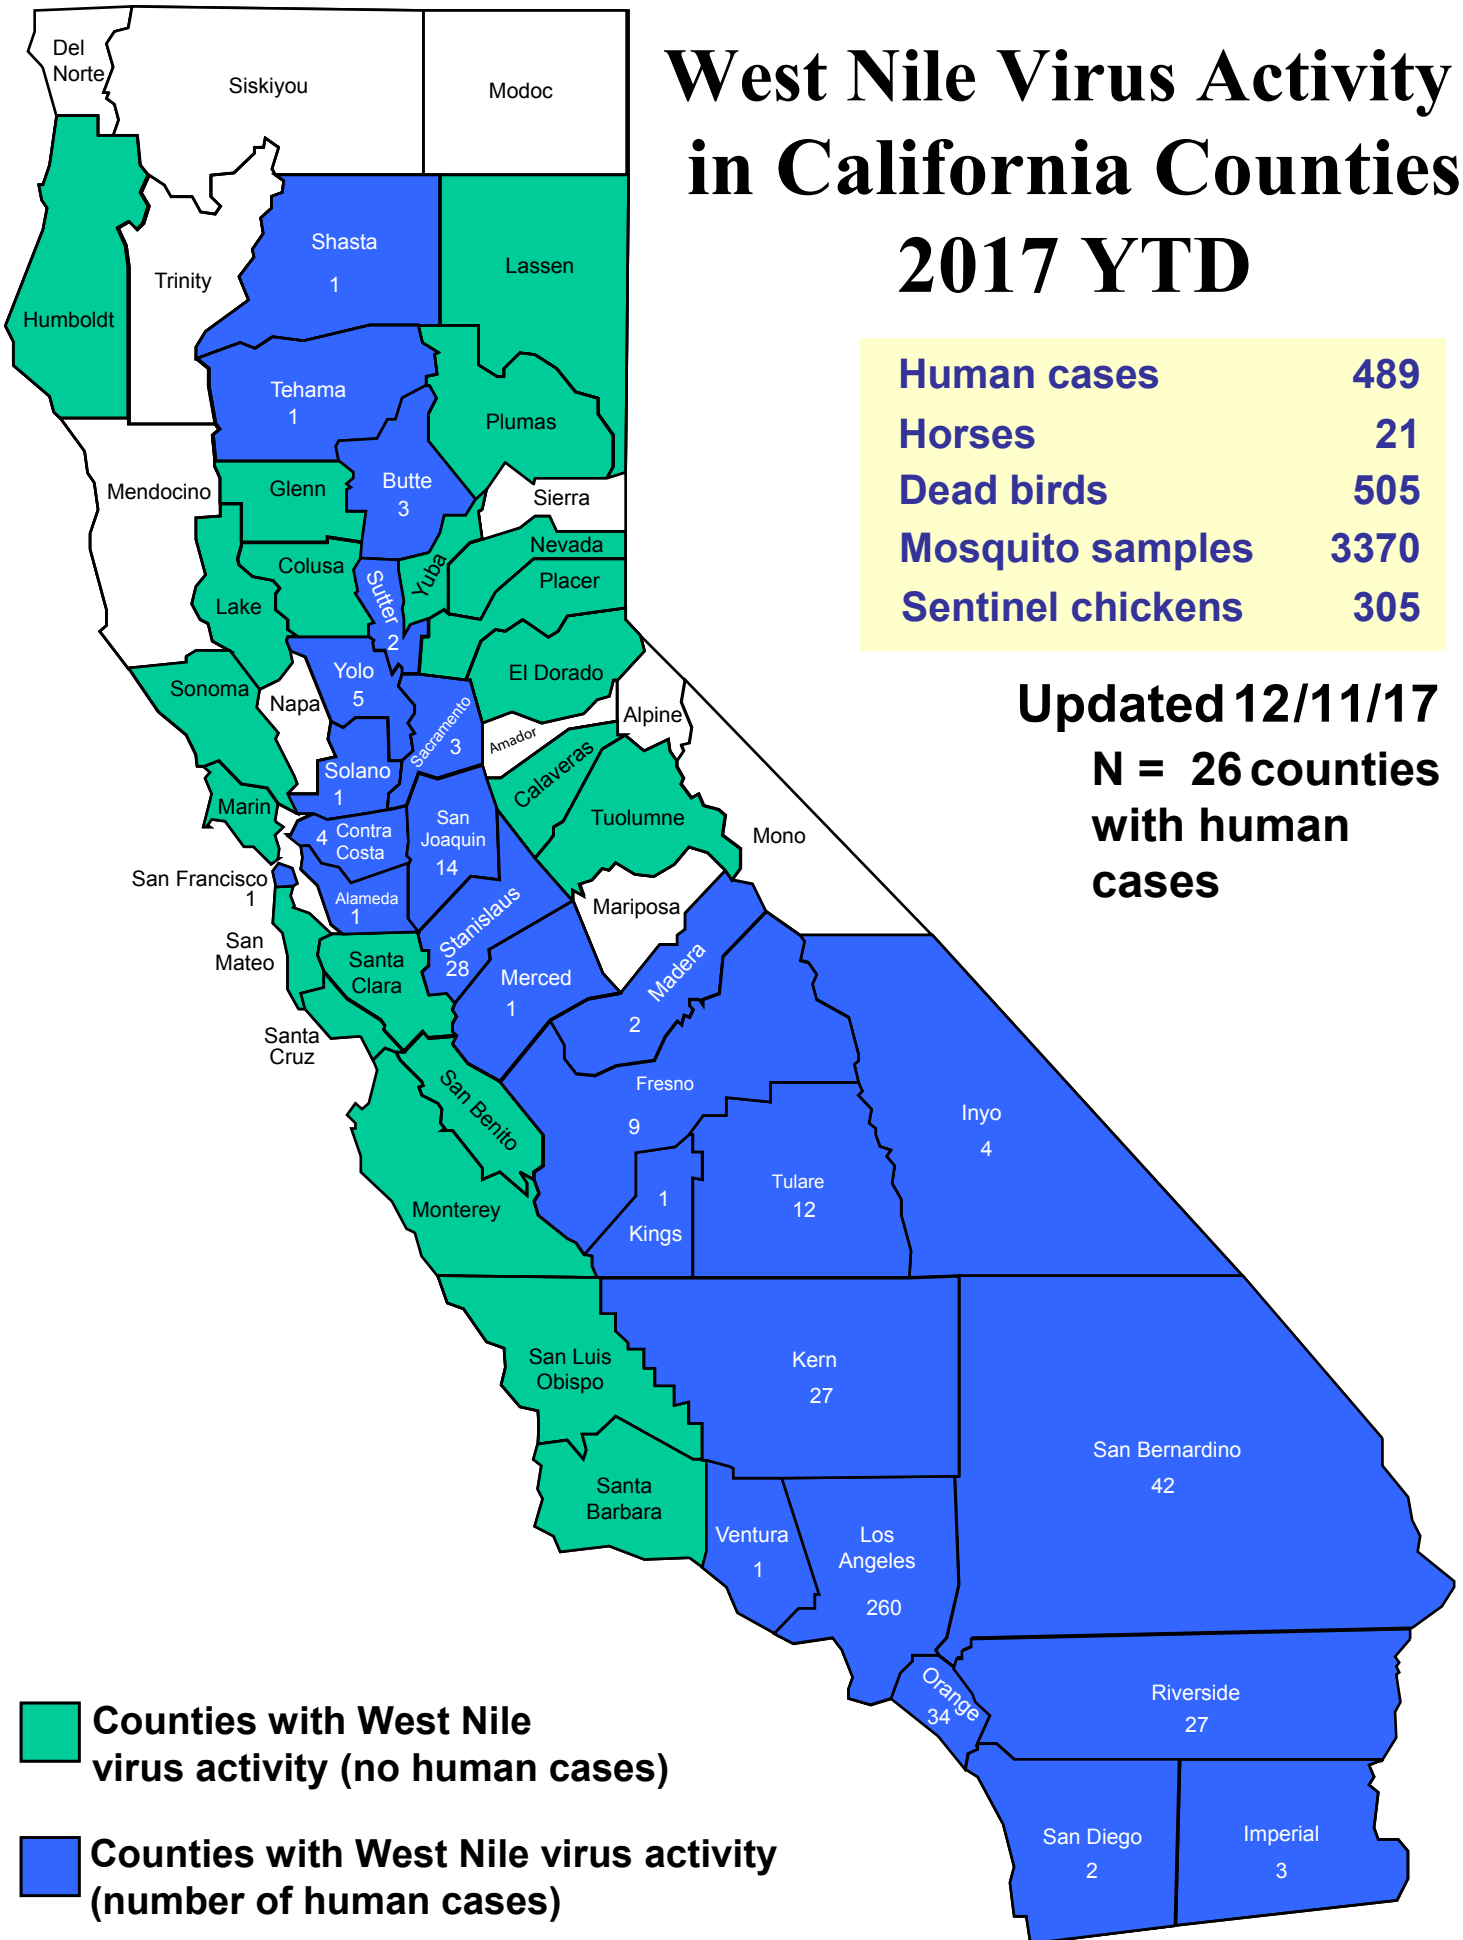 West Nile Virus Activity
in California Counties
2017 YTD
Human cases 489
Horses 21
Dead birds 505
Mosquito samples 3370
Sentinel chickens 305
Updated 12/11/17
N = 26 counties
with human
cases
Del
Norte
Siskiyou
Modoc
Humboldt
Trinity
Shasta
1
Lassen
Tehama
1
Plumas
Mendocino
Glenn
Butte
3
Sierra
Colusa
Sutter
2
Yuba
Nevada
Placer
Lake
El Dorado
Sonoma
Napa
Yolo
5
Sacramento
3
Amador
Alpine
Marin
Solano
1
Calaveras
Tuolumne
Mono
4 Contra
Costa
San
Joaquin
14
San Francisco
1
Alameda
1
Stanislaus
28
Mariposa
San
Mateo
Santa
Clara
Merced
1
Madera
2
Santa
Cruz
San Benito
Fresno
9
Inyo
4
Monterey
1
Kings
Tulare
12
San Luis
Obispo
Kern
27
San Bernardino
42
Santa
Barbara
Ventura
1
Los
Angeles
260
Orange
34
Riverside
27
San Diego
2
Imperial
3
Counties with West Nile
virus activity (no human cases)
Counties with West Nile virus activity
(number of human cases)